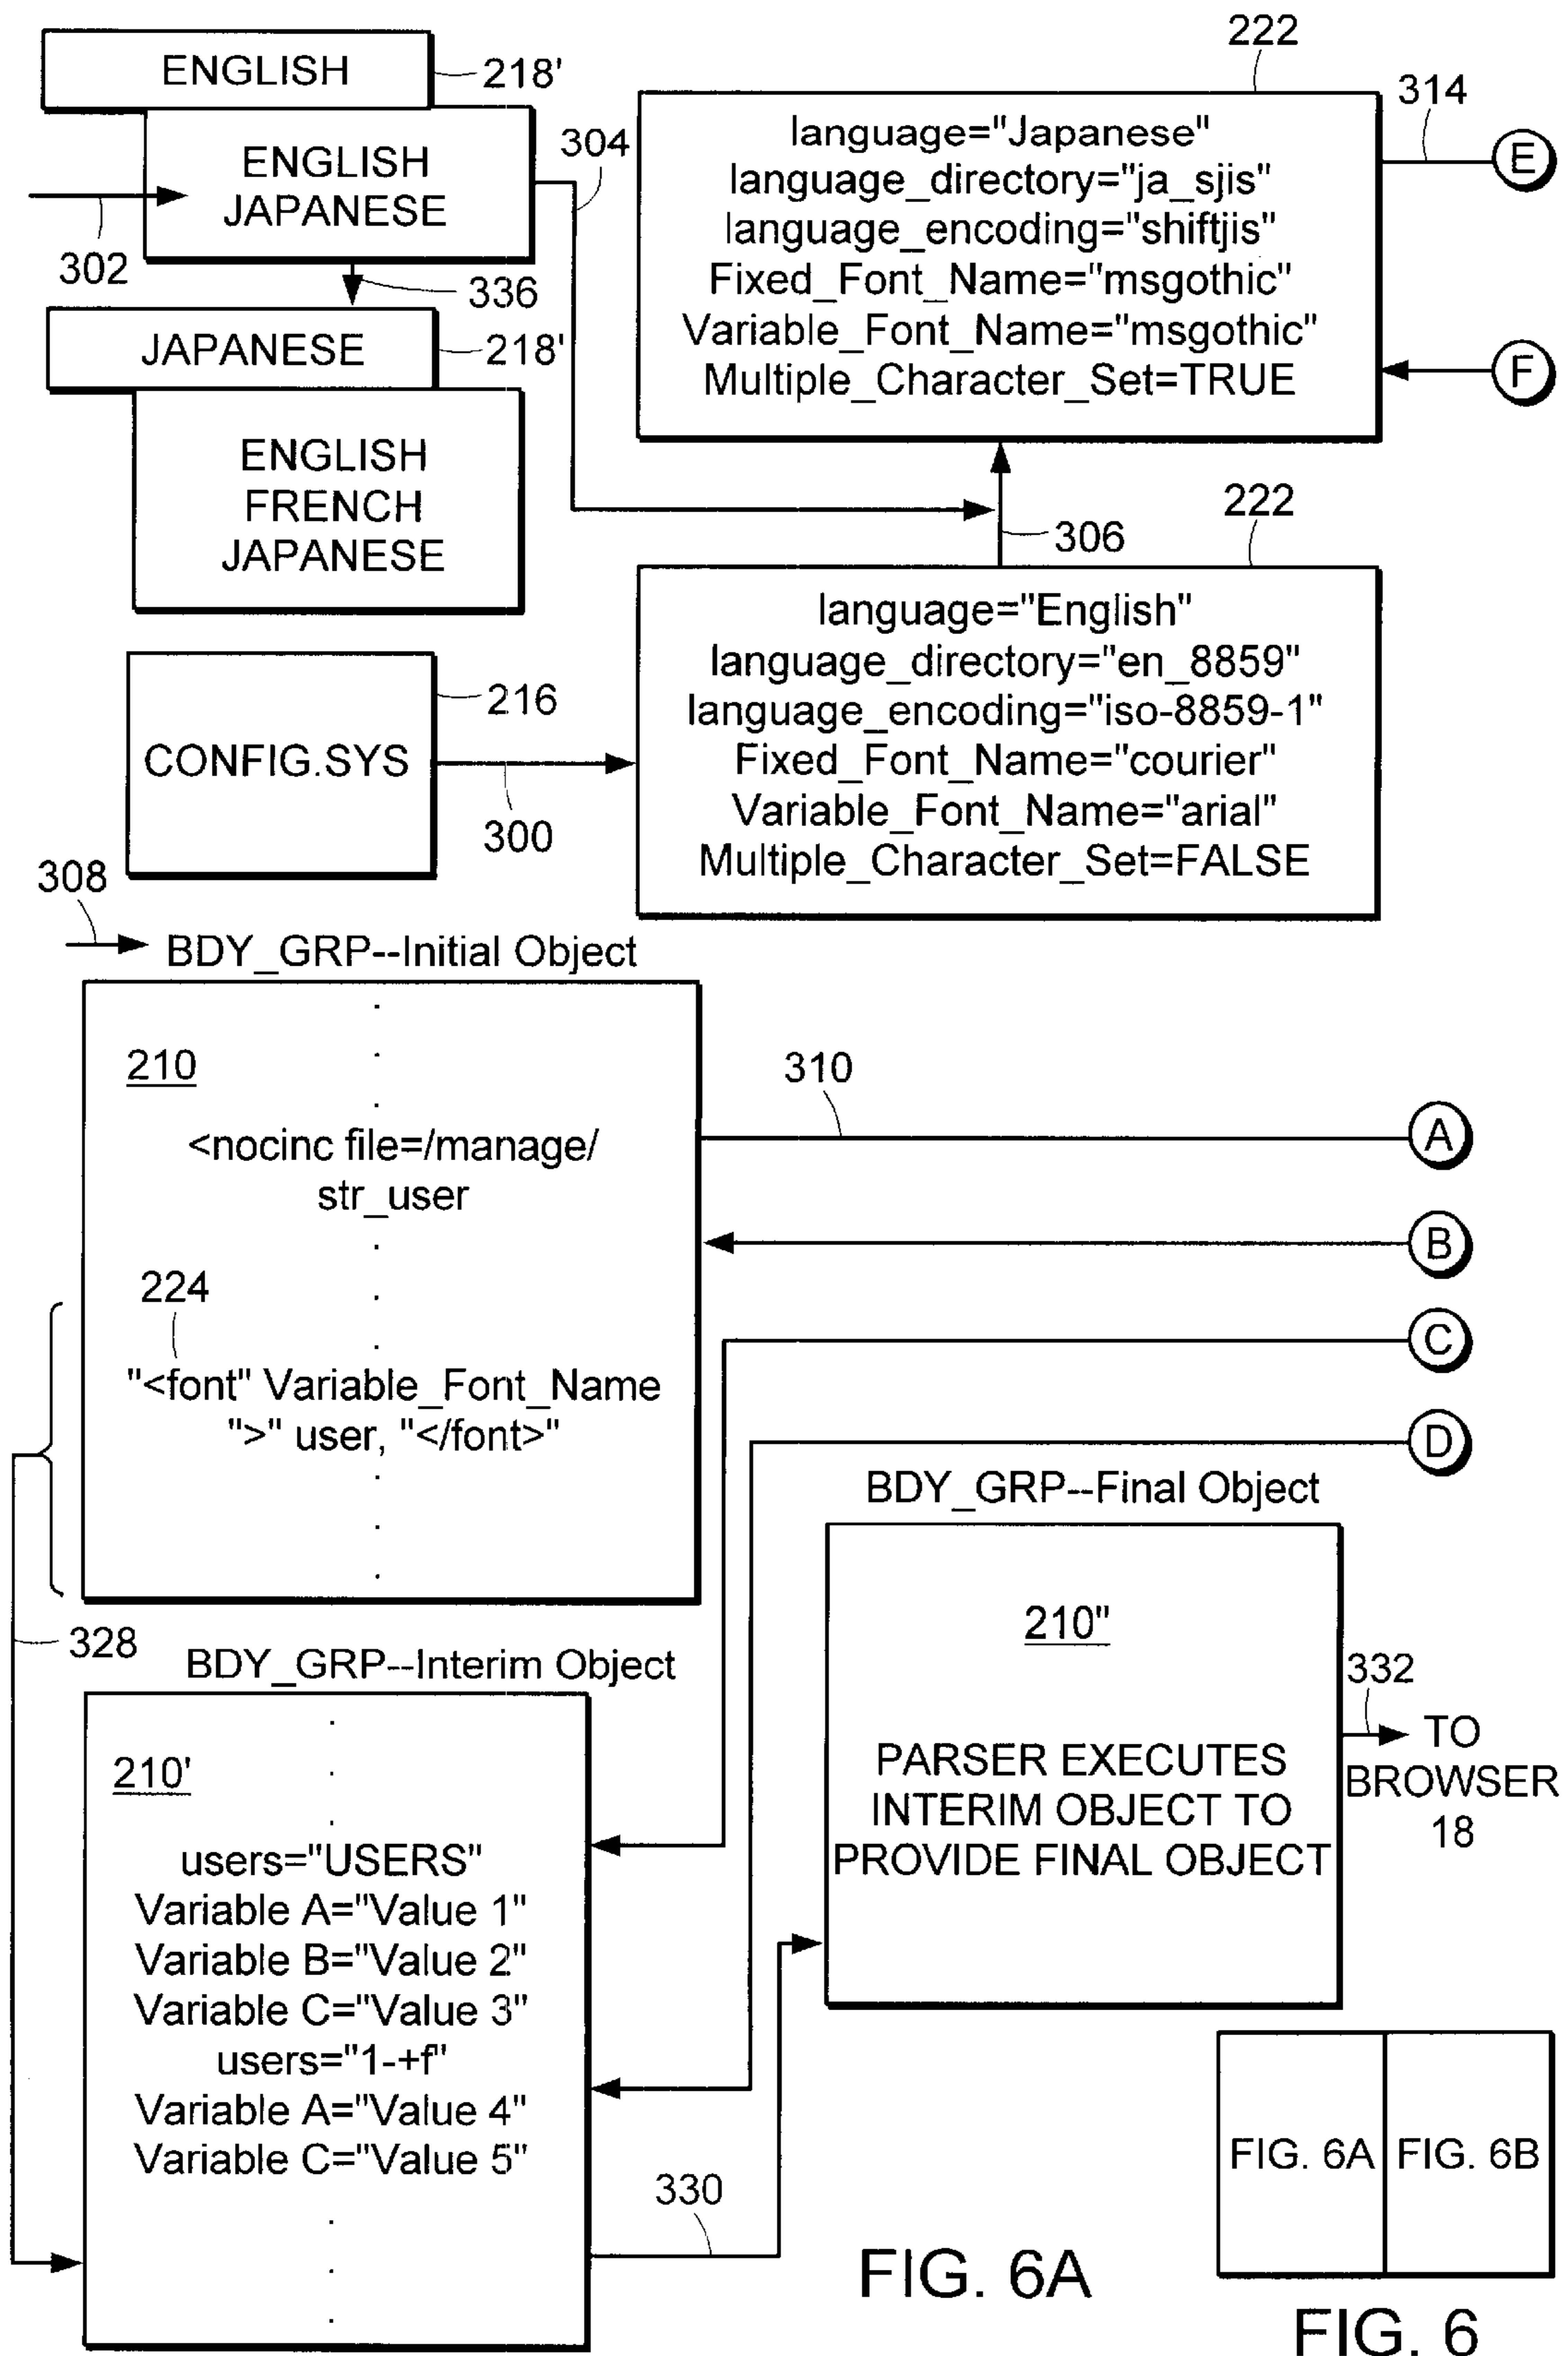 ENGLISH
218'
ENGLISH
JAPANESE
302
304
336
JAPANESE
218'
ENGLISH
FRENCH
JAPANESE
222
language="Japanese"
language_directory="ja_sjis"
language_encoding="shiftjis"
Fixed_Font_Name="msgothic"
Variable_Font_Name="msgothic"
Multiple_Character_Set=TRUE
314
E
F
306
222
CONFIG.SYS
216
300
language="English"
language_directory="en_8859"
language_encoding="iso-8859-1"
Fixed_Font_Name="courier"
Variable_Font_Name="arial"
Multiple_Character_Set=FALSE
308
BDY_GRP--Initial Object
210
<nocinc file=/manage/
str_user
224
"<font" Variable_Font_Name
">" user, "</font>"
310
A
B
C
D
328
BDY_GRP--Interim Object
210'
users="USERS"
Variable A="Value 1"
Variable B="Value 2"
Variable C="Value 3"
users="1-+f"
Variable A="Value 4"
Variable C="Value 5"
330
BDY_GRP--Final Object
210"
PARSER EXECUTES
INTERIM OBJECT TO
PROVIDE FINAL OBJECT
332
TO
BROWSER
18
FIG. 6A
FIG. 6A
FIG. 6B
FIG. 6